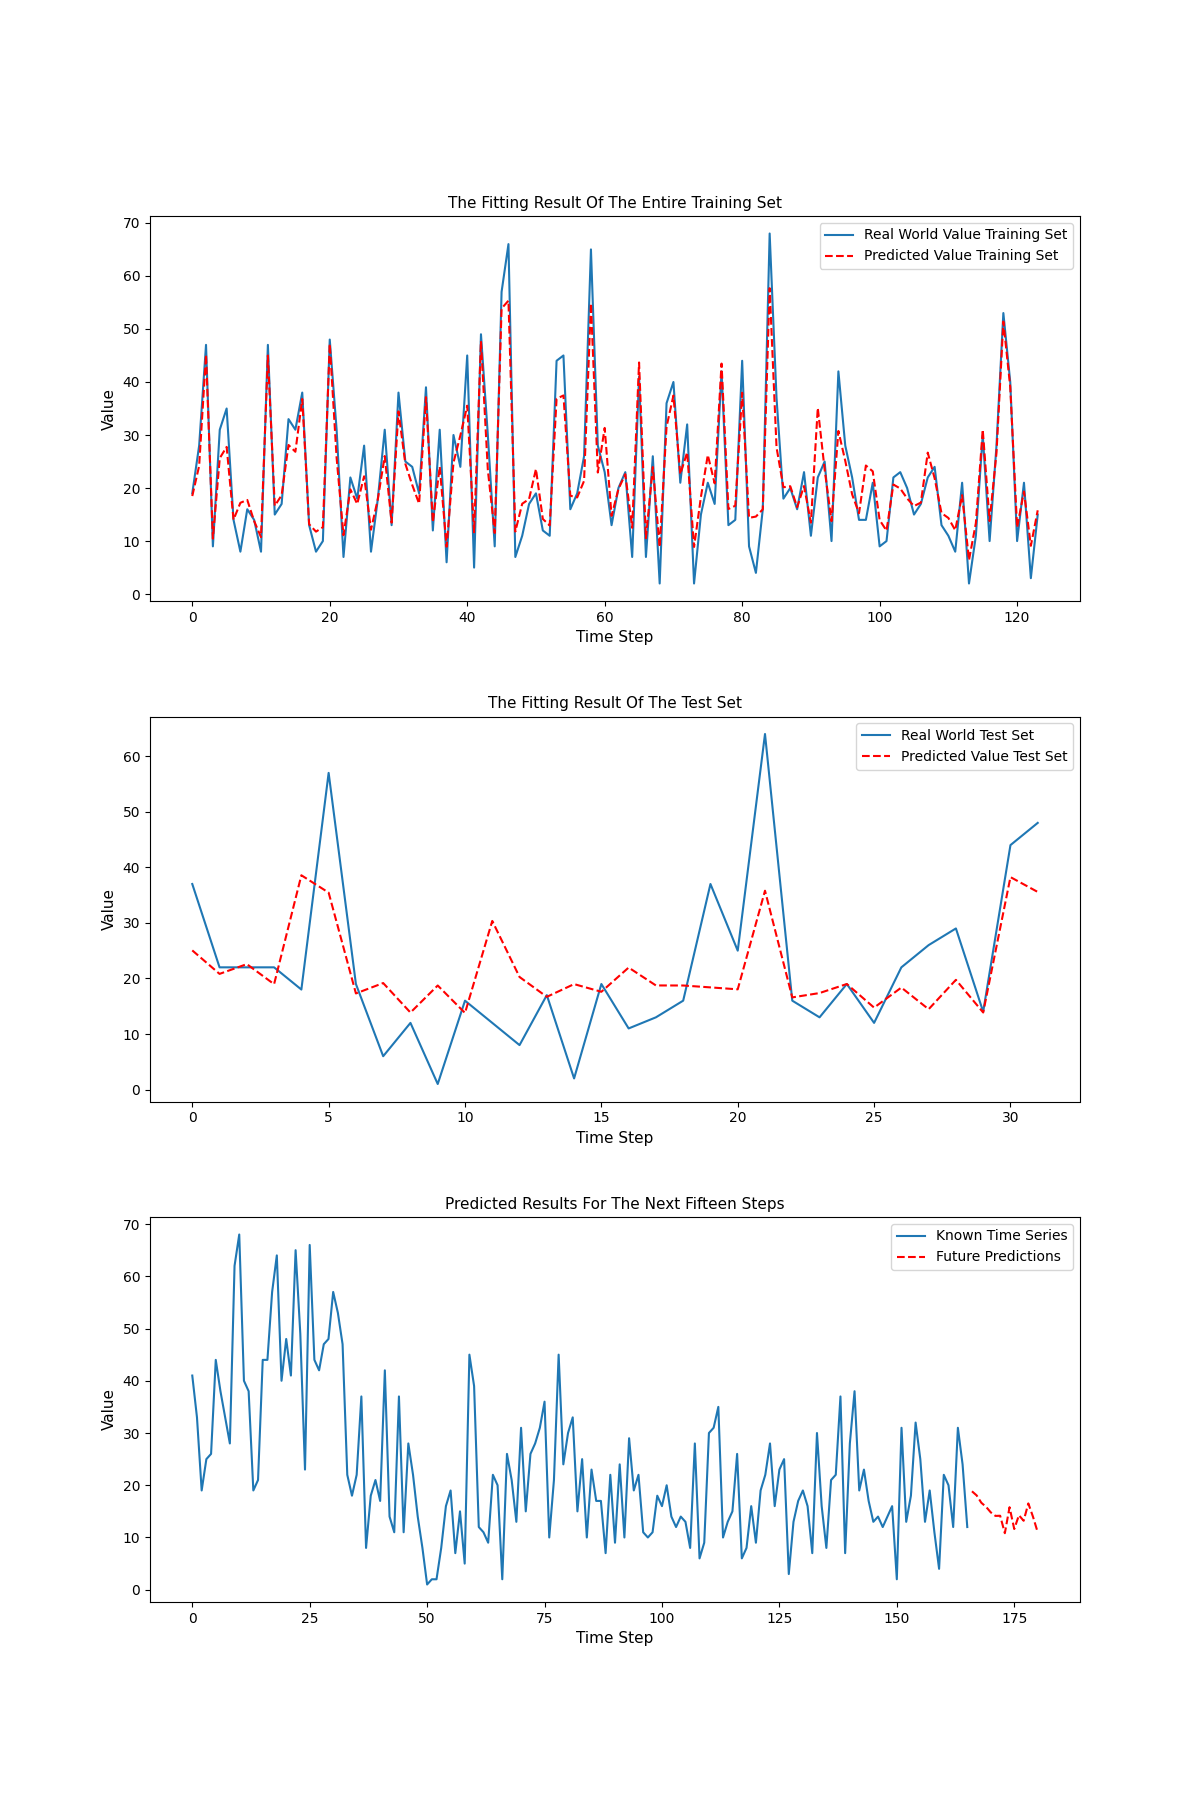 The Fitting Result Of The Entire Training Set
70
60
50
40
30
20
10
0
Value
Real World Value Training Set
Predicted Value Training Set
0 20 40 60 80 100 120
Time Step
The Fitting Result Of The Test Set
60
50
40
30
20
10
0
Value
Real World Test Set
Predicted Value Test Set
0 5 10 15 20 25 30
Time Step
Predicted Results For The Next Fifteen Steps
70
60
50
40
30
20
10
0
Value
Known Time Series
Future Predictions
0 25 50 75 100 125 150 175
Time Step